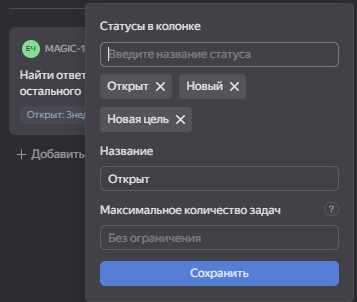 Статусы в колонке
Введите название статуса
Открыт ✕ Новый ✕
Новая цель ✕
Название
Открыт
Максимальное количество задач ?
Без ограничения
Сохранить
ЕЧ MAGIC-1
Найти ответ
остального
Открыт: 3нед
+ Добавить